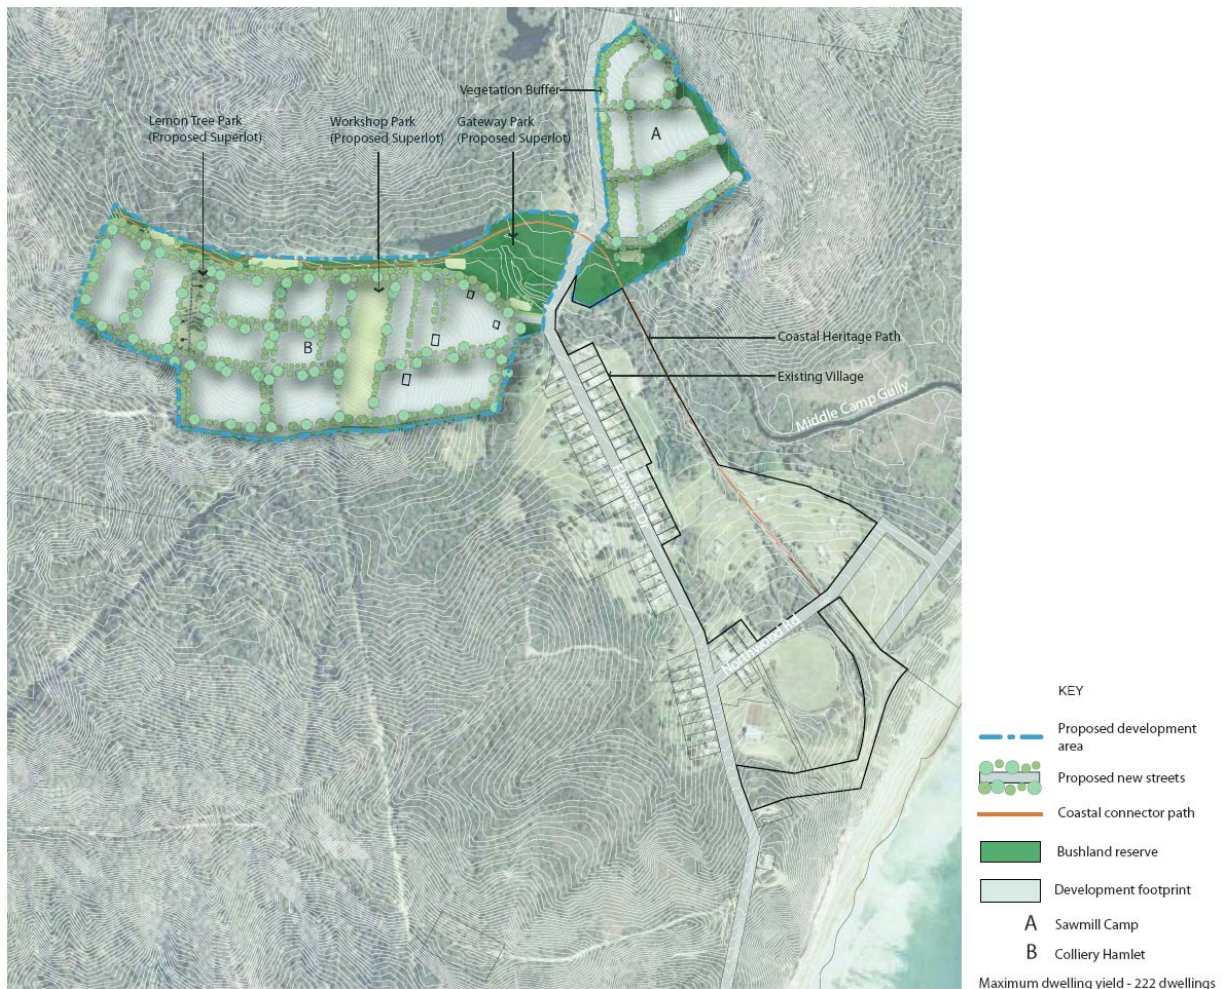 Vegetation Buffer
Lemon Tree Park
(Proposed Superlot)
Workshop Park
(Proposed Superlot)
Gateway Park
(Proposed Superlot)
A
B
Coastal Heritage Path
Existing Village
Middle Camp Gully
Flowers Dr
Northwood Rd
KEY
Proposed development
area
Proposed new streets
Coastal connector path
Bushland reserve
Development footprint
A Sawmill Camp
B Colliery Hamlet
Maximum dwelling yield - 222 dwellings